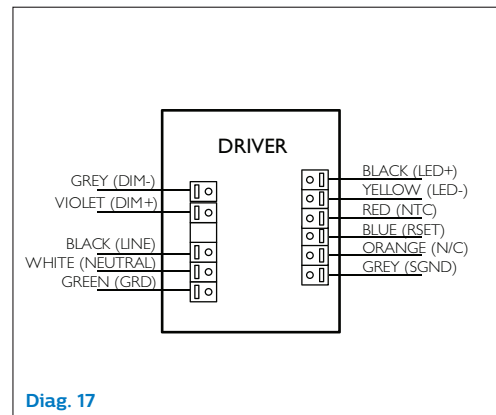 DRIVER
GREY (DIM-)
VIOLET (DIM+)
BLACK (LINE)
WHITE (NEUTRAL)
GREEN (GRD)
BLACK (LED+)
YELLOW (LED-)
RED (NTC)
BLUE (RSET)
ORANGE (N/C)
GREY (SGND)
Diag. 17